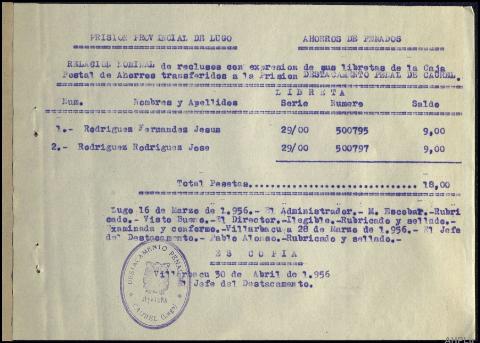 PRISION PROVINCIAL DE LUGO AHORROS DE PENADOS
RELACION NOMINAL de reclusos con expresion de sus libretas de la Caja
Postal de Ahorros transferidos a la Prision DESTACAMENTO PENAL DE CAUREL.
L I B R E T A
Num. Nombres y Apellidos Serie Numero Saldo
1.- Rodriguez Fernandez Jesus 29/00 500795 9,00
2.- Rodriguez Rodriguez Jose 29/00 500797 9,00
Total Pesetas................................ 18,00
Lugo 16 de Marzo de 1.956.- El Administrador.- M. Escobar.-Rubri
cado.- Visto Bueno.-El Director.-Ilegible.-Rubricado y sellado.-
Examinada y conforme.-Villarbacu a 28 de Marzo de 1.956.- El Jefe
del Destacamento.- Pablo Alonso.-Rubricado y sellado.-
ES COPIA
Villarbacu 30 de Abril de 1.956
El Jefe del Destacamento.
DESTACAMENTO PENAL
CAUREL (Lugo)